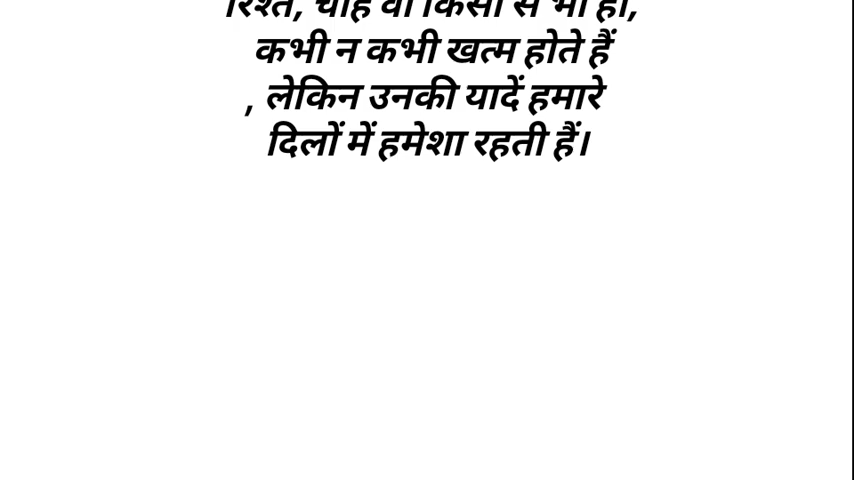 रिश्ते, चाहे वो किसी से भी हो,
कभी न कभी खत्म होते हैं
, लेकिन उनकी यादें हमारे
दिलों में हमेशा रहती हैं।